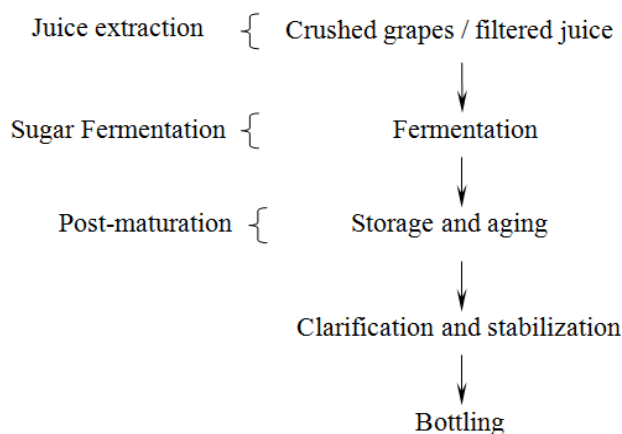 Juice extraction
Crushed grapes / filtered juice
Sugar Fermentation
Fermentation
Post-maturation
Storage and aging
Clarification and stabilization
Bottling